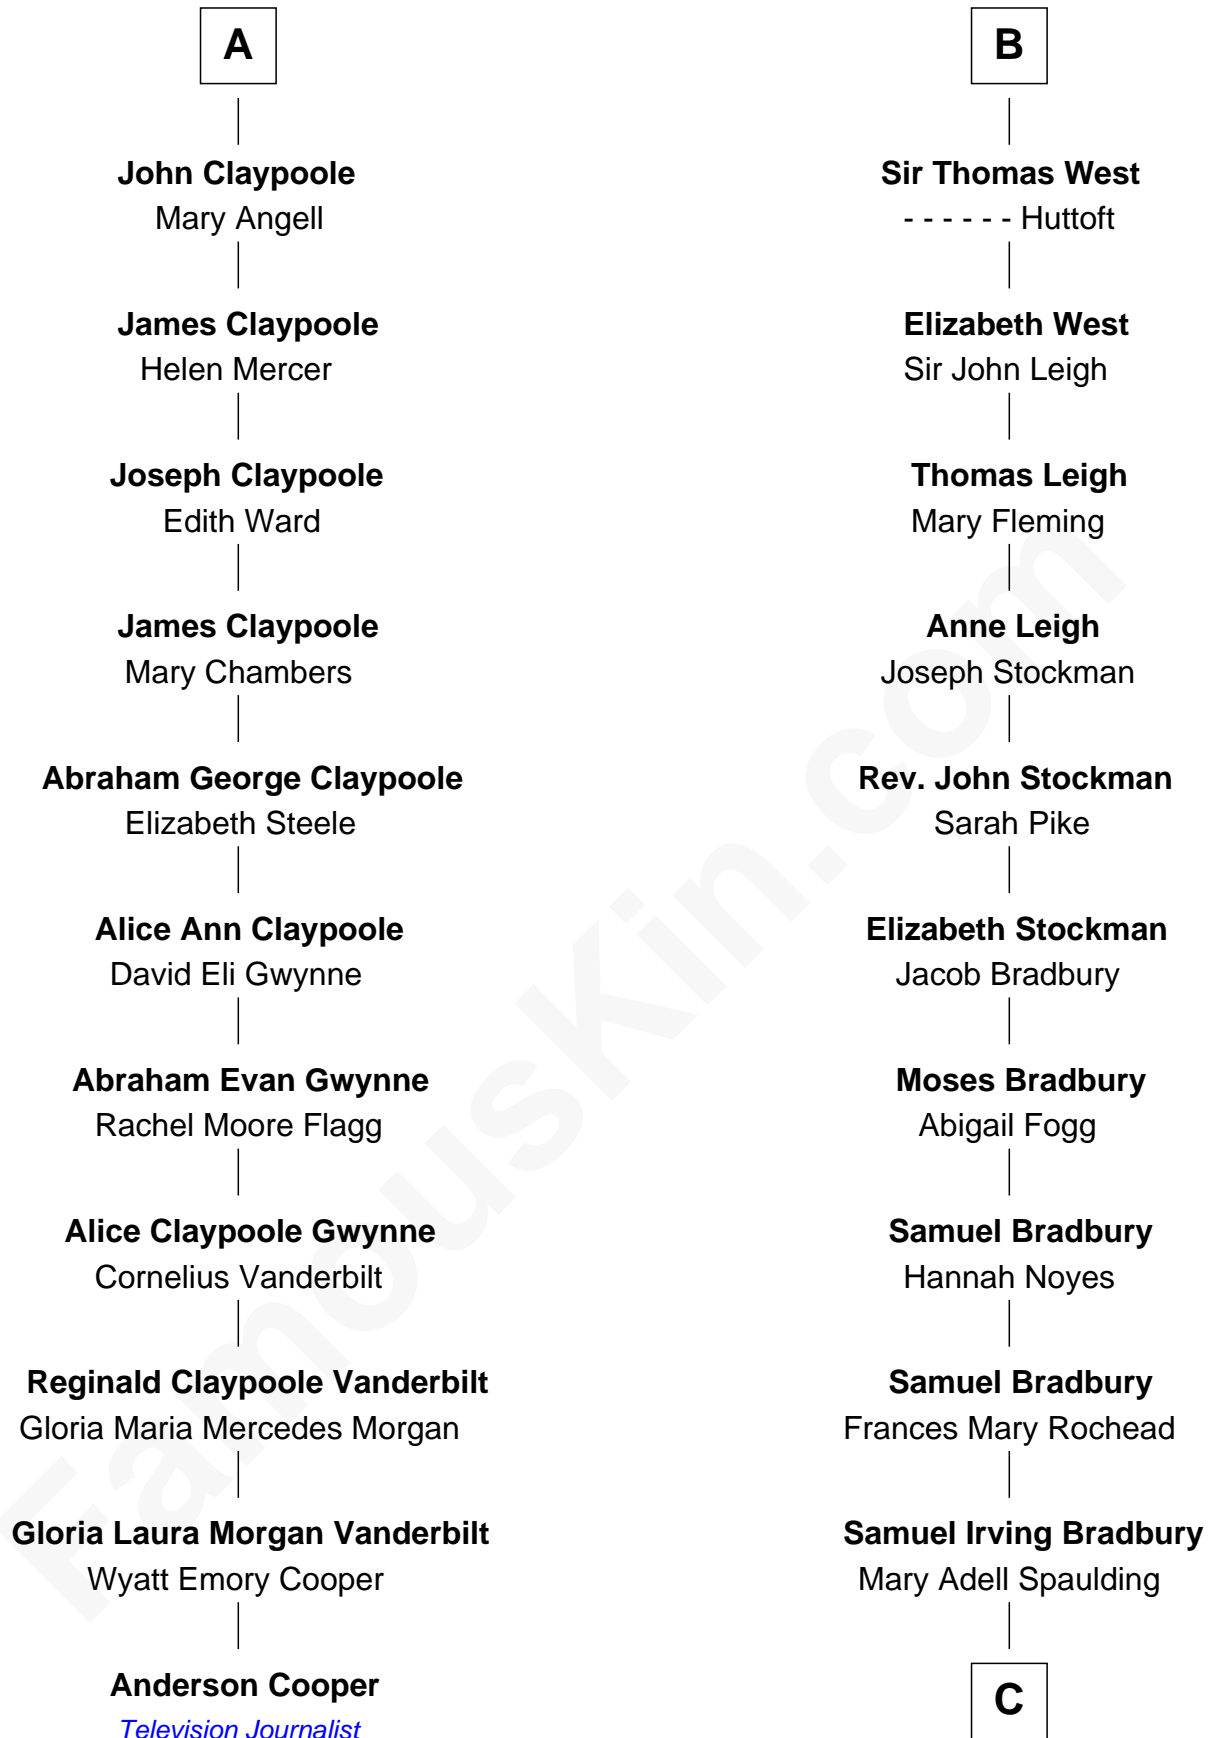 A
John Claypoole
Mary Angell
James Claypoole
Helen Mercer
Joseph Claypoole
Edith Ward
James Claypoole
Mary Chambers
Abraham George Claypoole
Elizabeth Steele
Alice Ann Claypoole
David Eli Gwynne
Abraham Evan Gwynne
Rachel Moore Flagg
Alice Claypoole Gwynne
Cornelius Vanderbilt
Reginald Claypoole Vanderbilt
Gloria Maria Mercedes Morgan
Gloria Laura Morgan Vanderbilt
Wyatt Emory Cooper
Anderson Cooper
Television Journalist
B
Sir Thomas West
- - - - - - Huttoft
Elizabeth West
Sir John Leigh
Thomas Leigh
Mary Fleming
Anne Leigh
Joseph Stockman
Rev. John Stockman
Sarah Pike
Elizabeth Stockman
Jacob Bradbury
Moses Bradbury
Abigail Fogg
Samuel Bradbury
Hannah Noyes
Samuel Bradbury
Frances Mary Rochead
Samuel Irving Bradbury
Mary Adell Spaulding
C
FamousKin.com